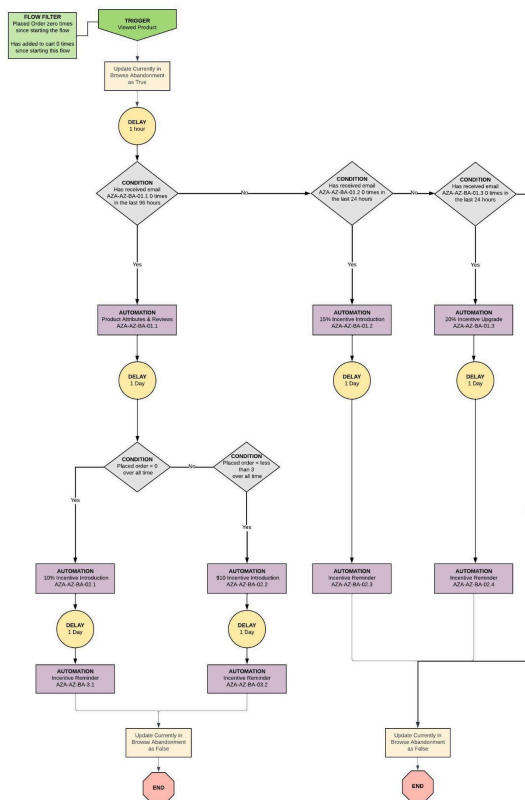 FLOW FILTER
Placed Order zero times
since starting the flow
Has added to cart 0 times
since starting this flow
TRIGGER
Viewed Product
Update Currently in
Browse Abandonment
as True
DELAY
1 hour
CONDITION
Has received email
AZA-AZ-BA-01.1 0 times
in the last 96 hours
No
CONDITION
Has received email
AZA-AZ-BA-01.2 0 times in
the last 24 hours
No
CONDITION
Has received email
AZA-AZ-BA-01.3 0 times in
the last 24 hours
Yes
Yes
Yes
AUTOMATION
Product Attributes & Reviews
AZA-AZ-BA-01.1
AUTOMATION
15% Incentive Introduction
AZA-AZ-BA-01.2
AUTOMATION
20% Incentive Upgrade
AZA-AZ-BA-01.3
DELAY
1 Day
DELAY
1 Day
DELAY
1 Day
CONDITION
Placed order = 0
over all time
No
CONDITION
Placed order = less
than 3
over all time
Yes
Yes
AUTOMATION
10% Incentive Introduction
AZA-AZ-BA-02.1
AUTOMATION
$10 Incentive Introduction
AZA-AZ-BA-02.2
AUTOMATION
Incentive Reminder
AZA-AZ-BA-02.3
AUTOMATION
Incentive Reminder
AZA-AZ-BA-02.4
DELAY
1 Day
DELAY
1 Day
AUTOMATION
Incentive Reminder
AZA-AZ-BA-3.1
AUTOMATION
Incentive Reminder
AZA-AZ-BA-03.2
Update Currently in
Browse Abandonment
as False
Update Currently in
Browse Abandonment
as False
END
END